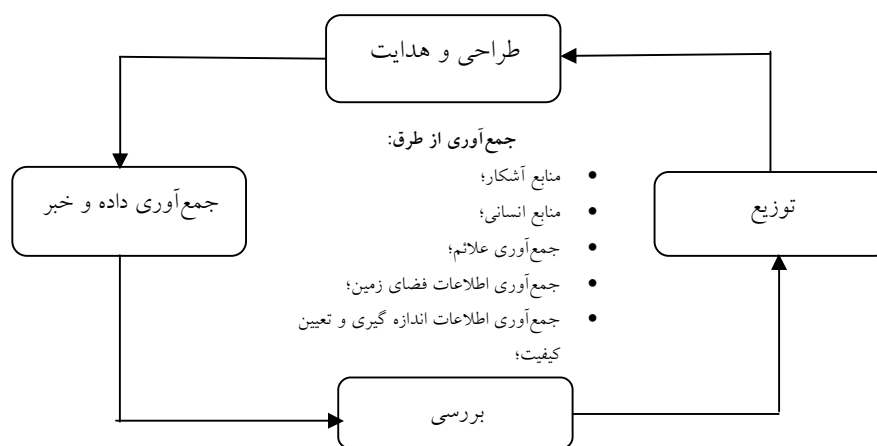 طراحی و هدایت
جمع‌آوری از طرق:
منابع آشکار؛
منابع انسانی؛
جمع‌آوری علائم؛
جمع‌آوری اطلاعات فضای زمین؛
جمع‌آوری اطلاعات اندازه گیری و تعیین
کیفیت؛
توزیع
جمع‌آوری داده و خبر
بررسی